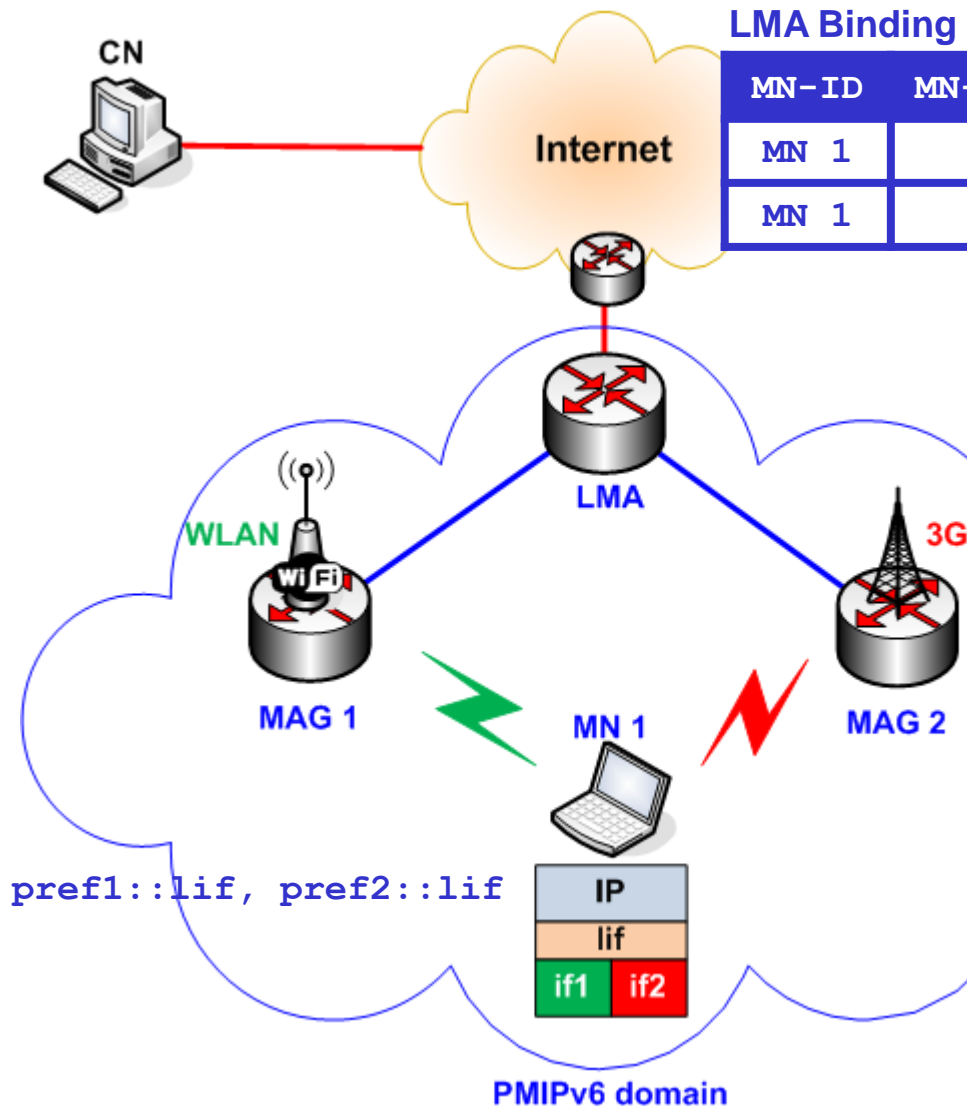 LMA Binding
CN
MN-ID MN-
Internet
MN 1
MN 1
LMA
WLAN
3G
Wi Fi
MAG 1
MAG 2
MN 1
pref1::lif, pref2::lif
IP
lif
if1 if2
PMIPv6 domain